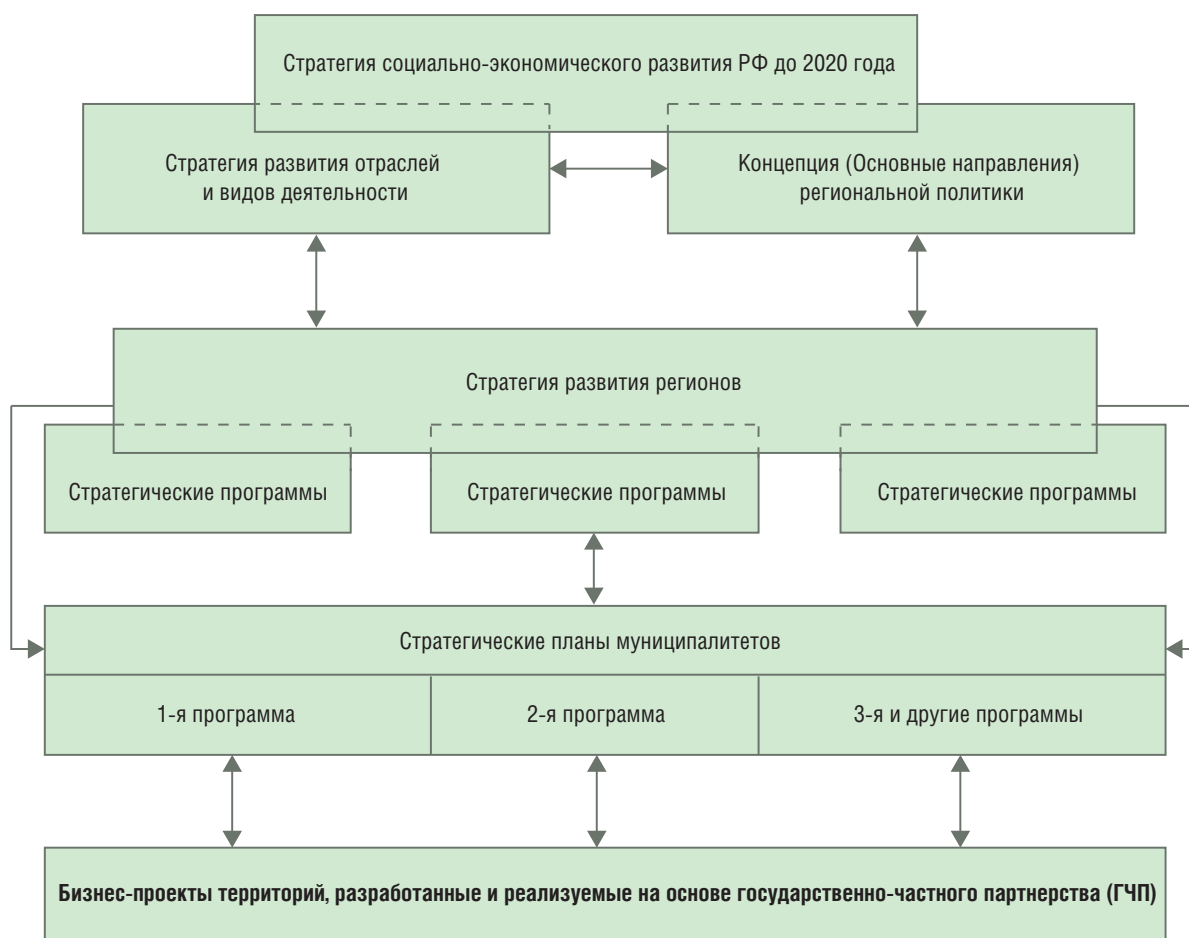 Стратегия социально-экономического развития РФ до 2020 года
Стратегия развития отраслей
и видов деятельности
Концепция (Основные направления)
региональной политики
Стратегия развития регионов
Стратегические программы
Стратегические программы
Стратегические программы
Стратегические планы муниципалитетов
1-я программа
2-я программа
3-я и другие программы
Бизнес-проекты территорий, разработанные и реализуемые на основе государственно-частного партнерства (ГЧП)